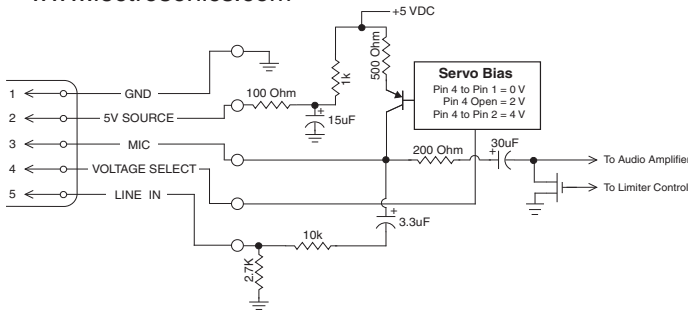 www.lectrosonics.com
+5 VDC
500 Ohm
1k
Servo Bias
Pin 4 to Pin 1 = 0 V
Pin 4 Open = 2 V
Pin 4 to Pin 2 = 4 V
1 GND
100 Ohm
2 5V SOURCE
+
15uF
3 MIC
200 Ohm
+
30uF
To Audio Amplifier
4 VOLTAGE SELECT
To Limiter Control
5 LINE IN
+
3.3uF
10k
2.7K